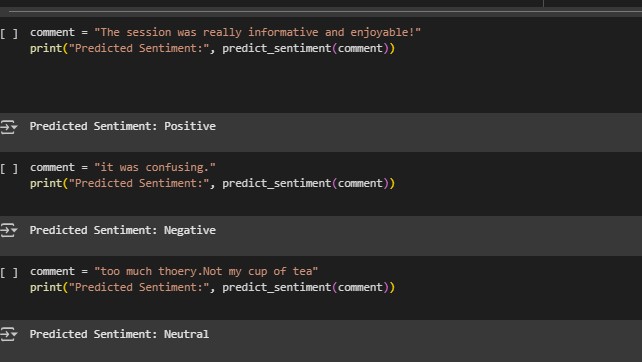 [ ] comment = "The session was really informative and enjoyable!"
print("Predicted Sentiment:", predict_sentiment(comment))
Predicted Sentiment: Positive
[ ] comment = "it was confusing."
print("Predicted Sentiment:", predict_sentiment(comment))
Predicted Sentiment: Negative
[ ] comment = "too much thoery.Not my cup of tea"
print("Predicted Sentiment:", predict_sentiment(comment))
Predicted Sentiment: Neutral